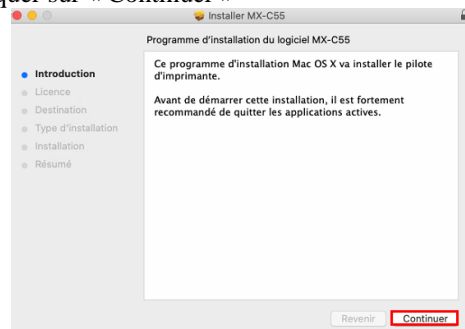 sur « Continuer »
Installer MX-C55
Programme d'installation du logiciel MX-C55
Introduction
Licence
Destination
Type d'installation
Installation
Résumé
Ce programme d'installation Mac OS X va installer le pilote
d'imprimante.
Avant de démarrer cette installation, il est fortement
recommandé de quitter les applications actives.
Revenir
Continuer